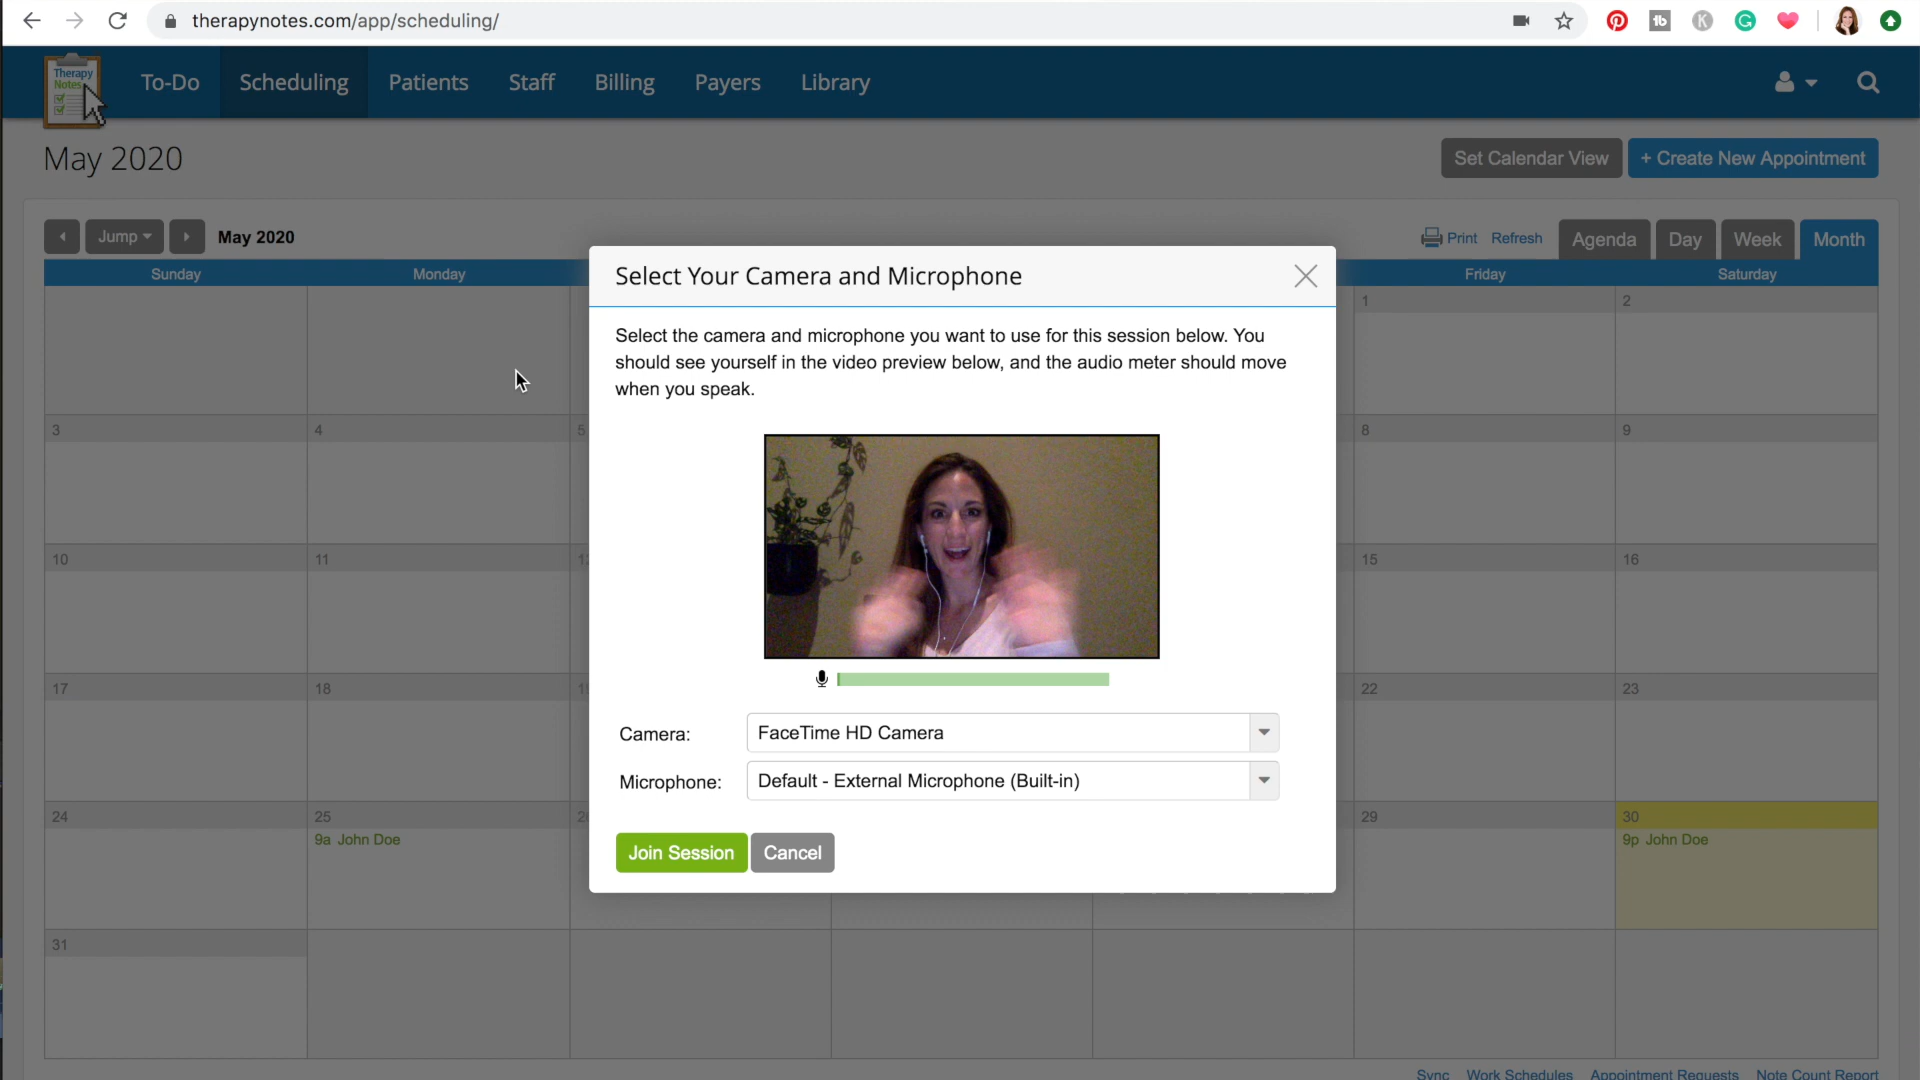 therapynotes.com/app/scheduling/
Therapy
Notes
To-Do Scheduling Patients Staff Billing Payers Library
May 2020
Set Calendar View + Create New Appointment
Jump May 2020
Print Refresh Agenda Day Week Month
Sunday Monday Friday Saturday
Select Your Camera and Microphone
Select the camera and microphone you want to use for this session below. You
should see yourself in the video preview below, and the audio meter should move
when you speak.
1 2
3 4 5 8 9
10 11 15 16
17 18 22 23
Camera: FaceTime HD Camera
Microphone: Default - External Microphone (Built-in)
24 25 29 30
9a John Doe 9p John Doe
Join Session Cancel
31
Sync Work Schedules Appointment Requests Note Count Report